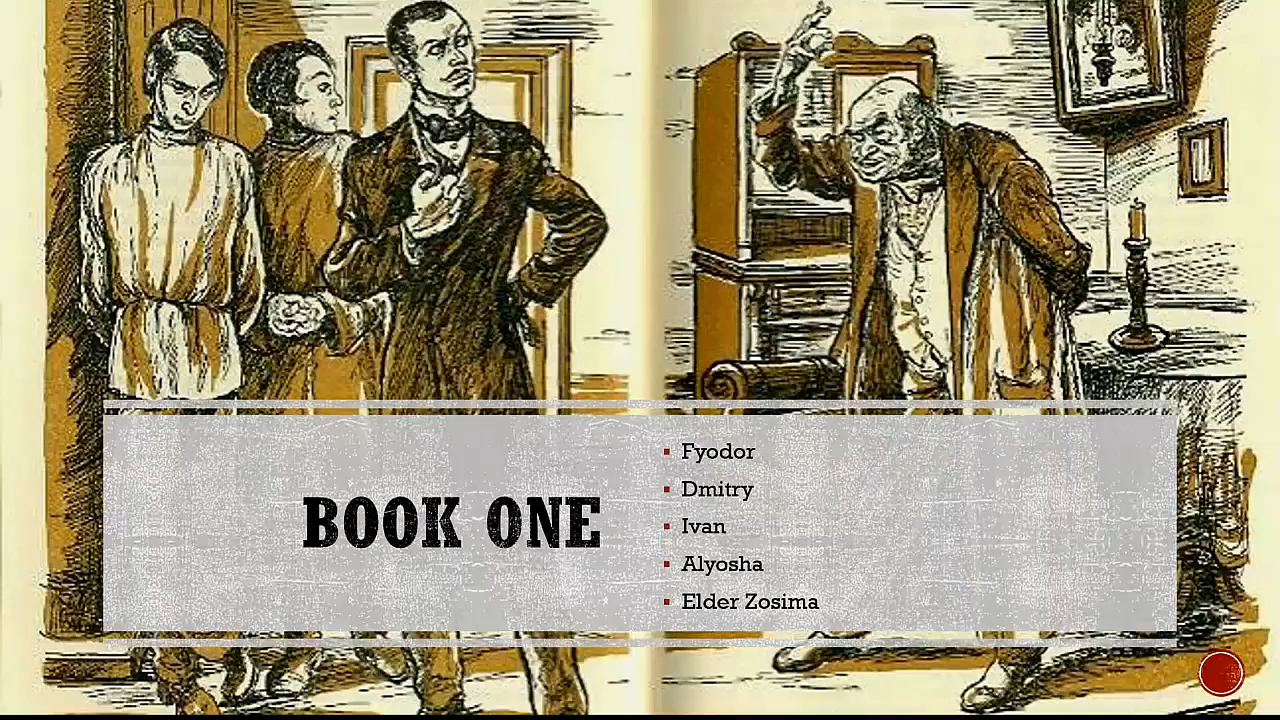 BOOK ONE
Fyodor
Dmitry
Ivan
Alyosha
Elder Zosima